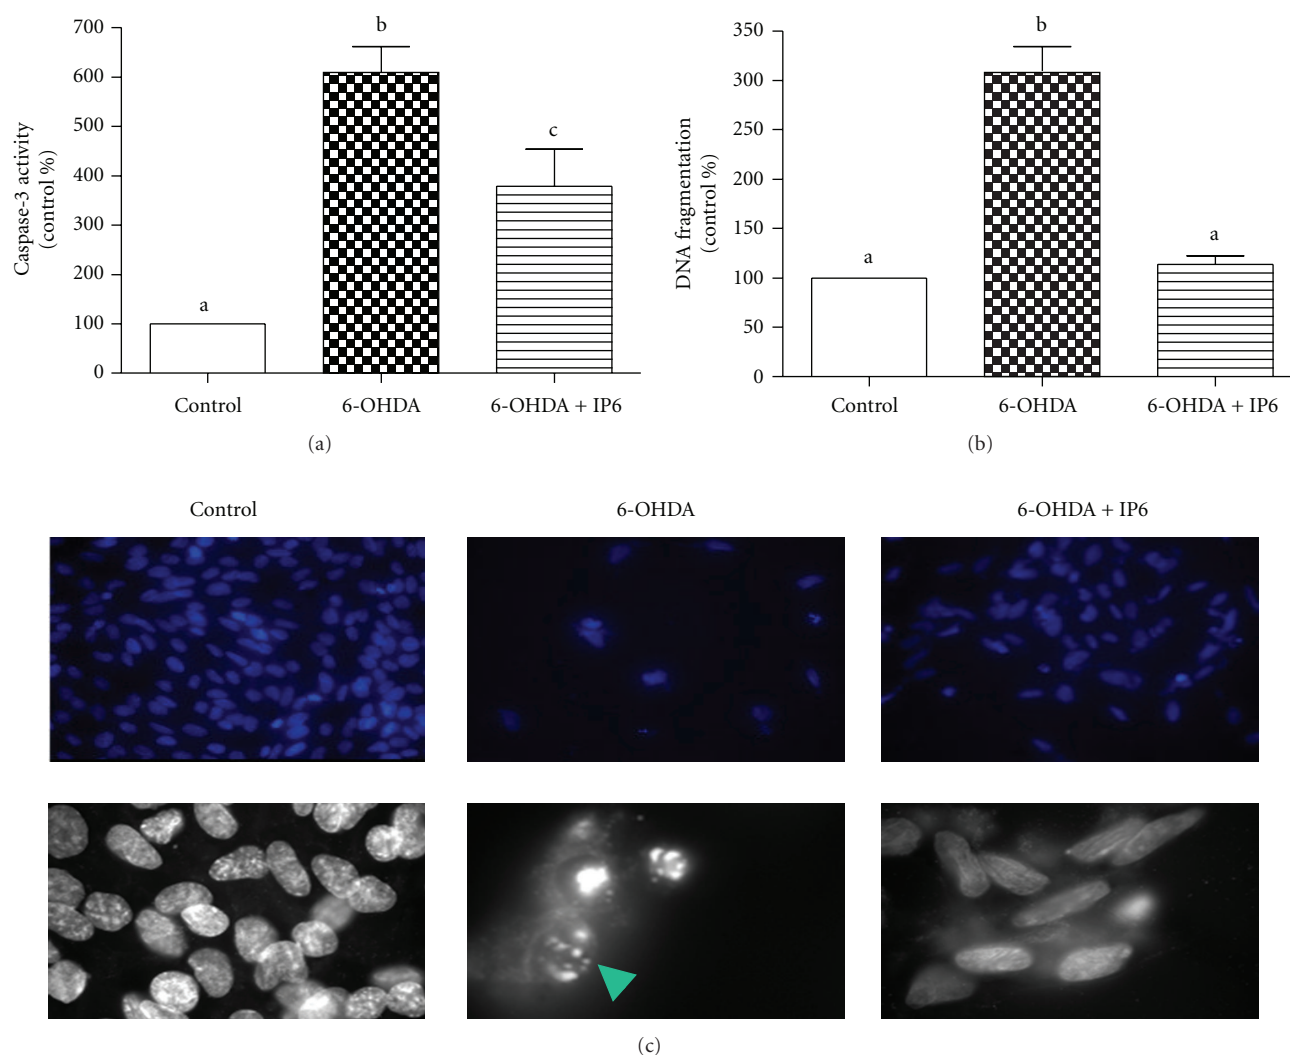 700
600
500
400
300
200
100
0
Caspase-3 activity
(control %)
a
b
c
Control
6-OHDA
6-OHDA + IP6
(a)
350
300
250
200
150
100
50
0
DNA fragmentation
(control %)
a
b
a
Control
6-OHDA
6-OHDA + IP6
(b)
Control
6-OHDA
6-OHDA + IP6
(c)